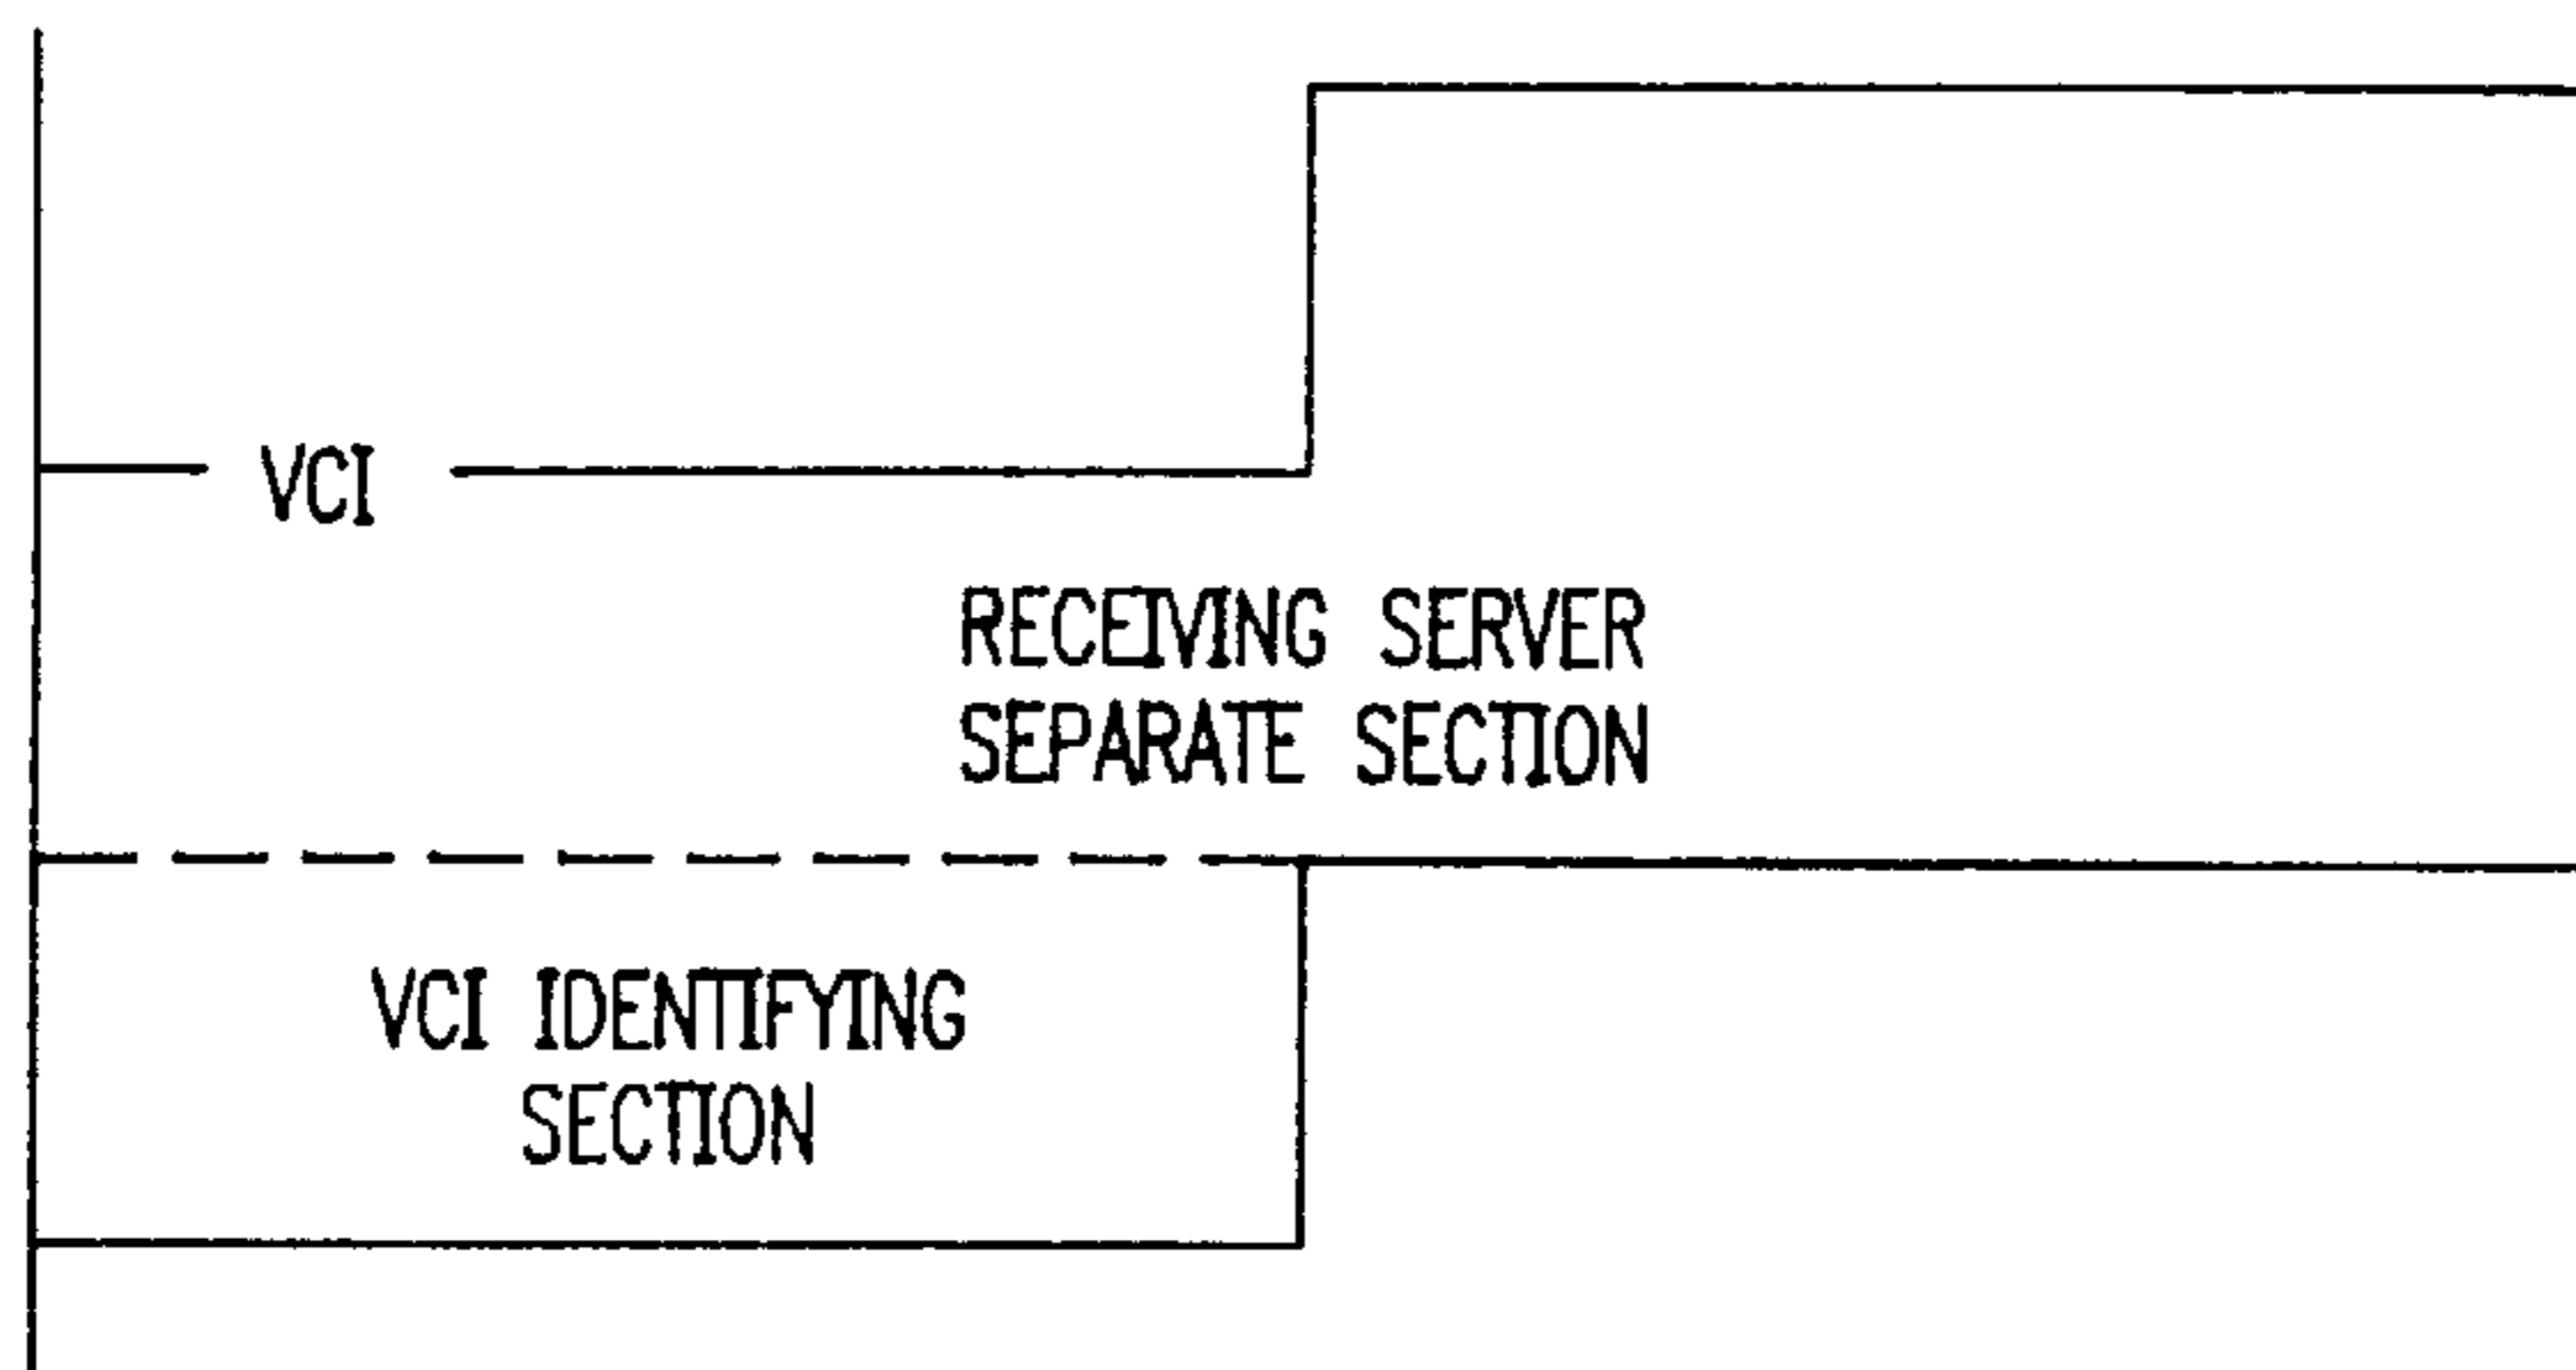 VCI
RECEIVING SERVER
SEPARATE SECTION
VCI IDENTIFYING
SECTION